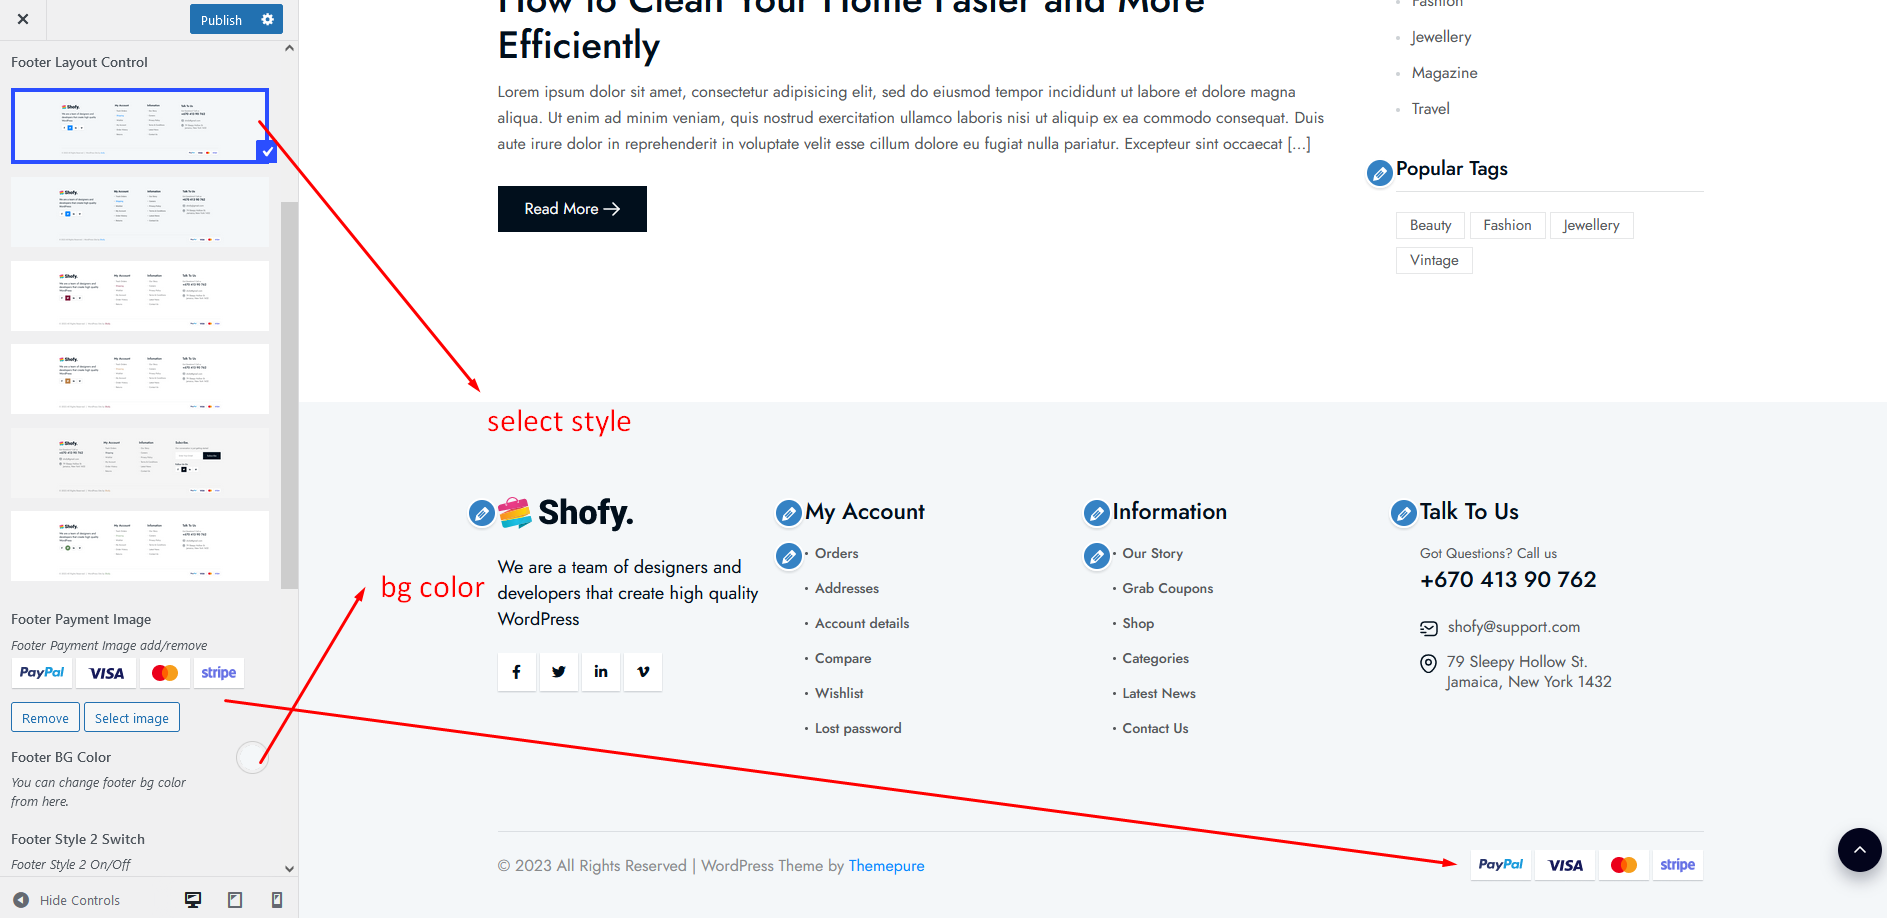 Publish
Footer Layout Control
Footer Payment Image
Footer Payment Image add/remove
PayPal VISA stripe
Remove Select image
Footer BG Color
You can change footer bg color
from here.
Footer Style 2 Switch
Footer Style 2 On/Off
Hide Controls
How to Clean Your Home Faster and More
Efficiently
Lorem ipsum dolor sit amet, consectetur adipisicing elit, sed do eiusmod tempor incididunt ut labore et dolore magna
aliqua. Ut enim ad minim veniam, quis nostrud exercitation ullamco laboris nisi ut aliquip ex ea commodo consequat. Duis
aute irure dolor in reprehenderit in voluptate velit esse cillum dolore eu fugiat nulla pariatur. Excepteur sint occaecat [...]
Read More
Fashion
Jewellery
Magazine
Travel
Popular Tags
Beauty Fashion Jewellery
Vintage
select style
bg color
Shofy.
We are a team of designers and
developers that create high quality
WordPress
My Account
Orders
Addresses
Account details
Compare
Wishlist
Lost password
Information
Our Story
Grab Coupons
Shop
Categories
Latest News
Contact Us
Talk To Us
Got Questions? Call us
+670 413 90 762
shofy@support.com
79 Sleepy Hollow St.
Jamaica, New York 1432
© 2023 All Rights Reserved | WordPress Theme by Themepure
PayPal VISA stripe